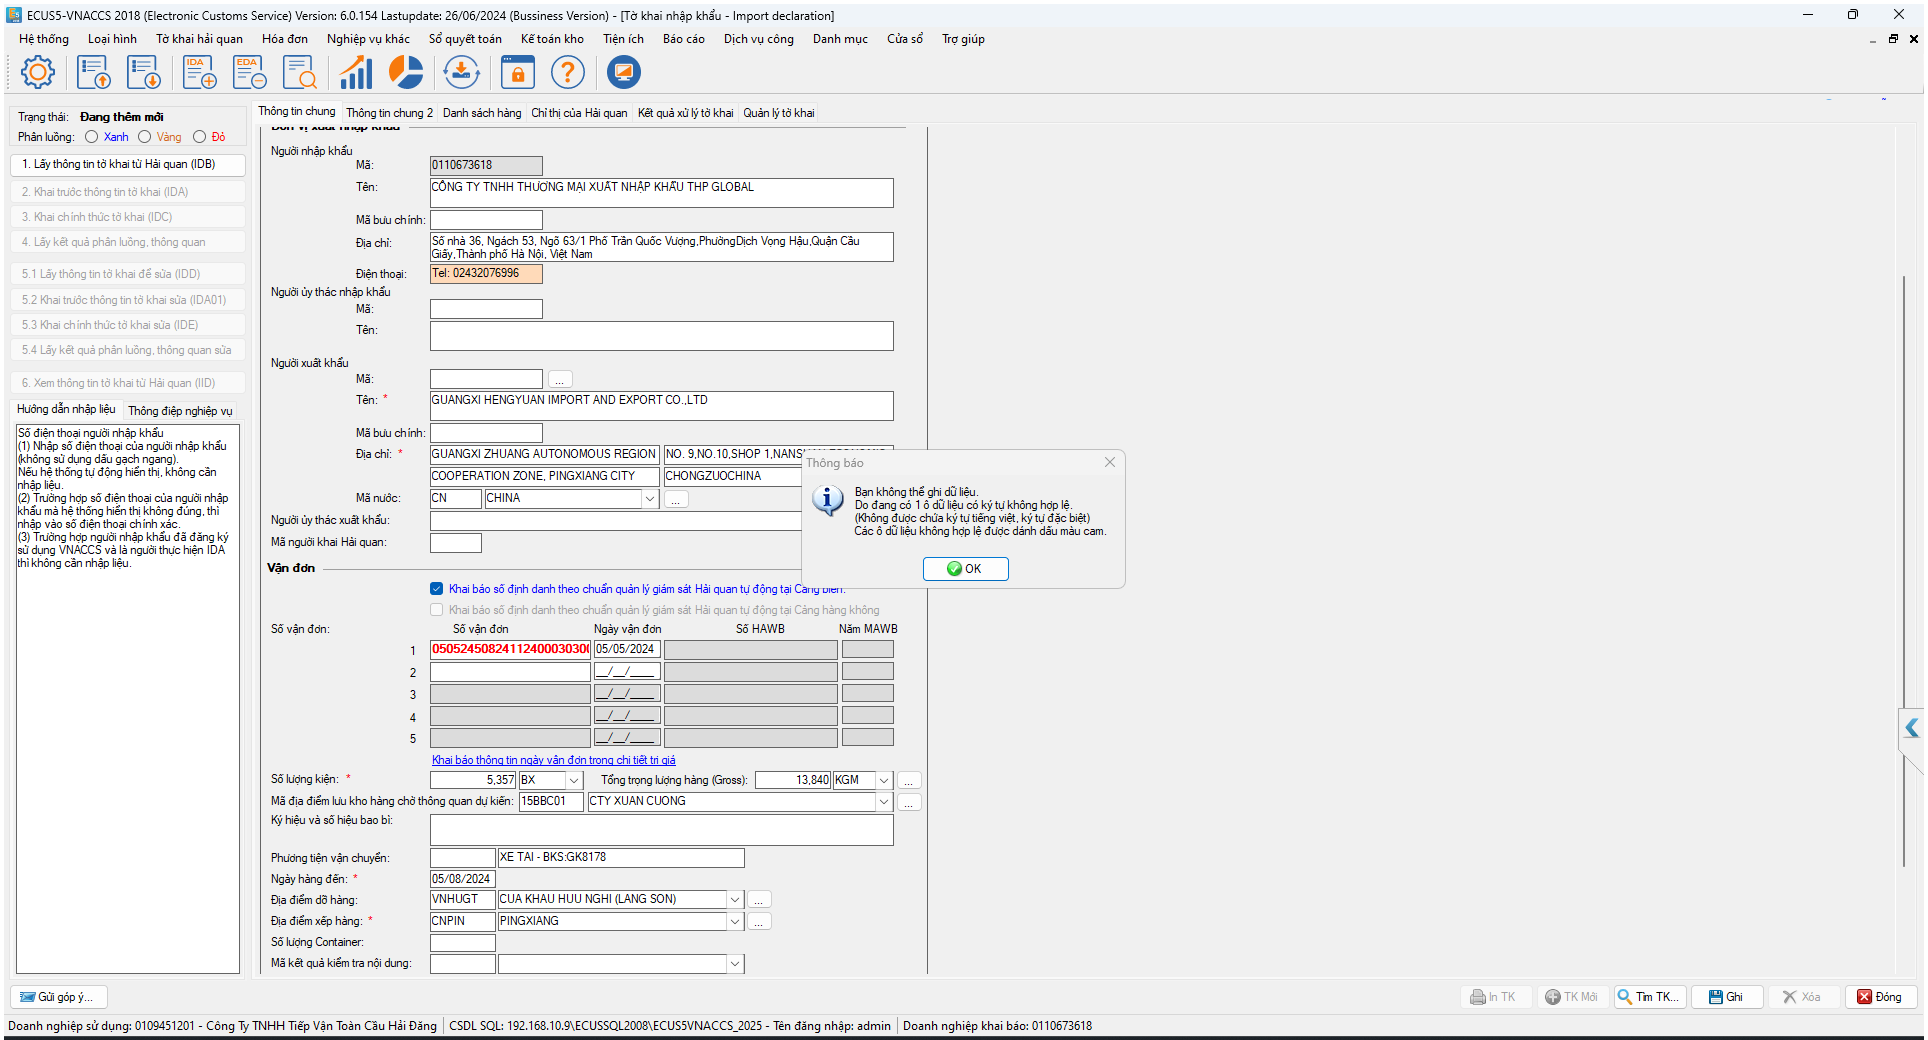 ECUS5-VNACCS 2018 (Electronic Customs Service) Version: 6.0.154 Lastupdate: 26/06/2024 (Bussiness Version) - [Tờ khai nhập khẩu - Import declaration]
Hệ thống Loại hình Tờ khai hải quan Hóa đơn Nghiệp vụ khác Sổ quyết toán Kế toán kho Tiện ích Báo cáo Dịch vụ công Danh mục Cửa sổ Trợ giúp
IDA EDA
Trạng thái: Đang thêm mới
Phân luồng: Xanh Vàng Đỏ
1. Lấy thông tin tờ khai từ Hải quan (IDB)
2. Khai trước thông tin tờ khai (IDA)
3. Khai chính thức tờ khai (IDC)
4. Lấy kết quả phân luồng, thông quan
5.1 Lấy thông tin tờ khai để sửa (IDD)
5.2 Khai trước thông tin tờ khai sửa (IDA01)
5.3 Khai chính thức tờ khai sửa (IDE)
5.4 Lấy kết quả phân luồng, thông quan sửa
6. Xem thông tin tờ khai từ Hải quan (IID)
Hướng dẫn nhập liệu Thông điệp nghiệp vụ
Số điện thoại người nhập khẩu
(1) Nhập số điện thoại của người nhập khẩu
(không sử dụng dấu gạch ngang).
Nếu hệ thống tự động hiển thị, không cần
nhập liệu.
(2) Trường hợp số điện thoại của người nhập
khẩu mà hệ thống hiển thị không đúng, thì
nhập vào số điện thoại chính xác.
(3) Trường hợp người nhập khẩu đã đăng ký
sử dụng VNACCS và là người thực hiện IDA
thì không cần nhập liệu.
Thông tin chung Thông tin chung 2 Danh sách hàng Chỉ thị của Hải quan Kết quả xử lý tờ khai Quản lý tờ khai
Đơn vị xuất nhập khẩu
Người nhập khẩu
Mã: 0110673618
Tên: CÔNG TY TNHH THƯƠNG MẠI XUẤT NHẬP KHẨU THP GLOBAL
Mã bưu chính:
Địa chỉ: Số nhà 36, Ngách 53, Ngõ 63/1 Phố Trần Quốc Vượng,PhườngDịch Vọng Hậu,Quận Cầu
Giấy,Thành phố Hà Nội, Việt Nam
Điện thoại: Tel: 02432076996
Người ủy thác nhập khẩu
Mã:
Tên:
Người xuất khẩu
Mã: ...
Tên: * GUANGXI HENGYUAN IMPORT AND EXPORT CO.,LTD
Mã bưu chính:
Địa chỉ: * GUANGXI ZHUANG AUTONOMOUS REGION NO. 9,NO.10,SHOP 1,
COOPERATION ZONE, PINGXIANG CITY CHONGZUOCHINA
Mã nước: CN CHINA ...
Người ủy thác xuất khẩu:
Mã người khai Hải quan:
Thông báo
Bạn không thể ghi dữ liệu.
Do đang có 1 ô dữ liệu có ký tự không hợp lệ.
(Không được chứa ký tự tiếng việt, ký tự đặc biệt)
Các ô dữ liệu không hợp lệ được dánh dấu màu cam.
OK
Vận đơn
Khai báo số định danh theo chuẩn quản lý giám sát Hải quan tự động tại Cảng biển.
Khai báo số định danh theo chuẩn quản lý giám sát Hải quan tự động tại Cảng hàng không
Số vận đơn: Số vận đơn Ngày vận đơn Số HAWB Năm MAWB
1 05052450824112400030300 05/05/2024
2 __/__/____
3 __/__/____
4 __/__/____
5 __/__/____
Khai báo thông tin ngày vận đơn trong chi tiết trị giá
Số lượng kiện: * 5,357 BX Tổng trọng lượng hàng (Gross): 13,840 KGM ...
Mã địa điểm lưu kho hàng chờ thông quan dự kiến: 15BBC01 CTY XUAN CUONG ...
Ký hiệu và số hiệu bao bì:
Phương tiện vận chuyển: XE TAI - BKS:GK8178
Ngày hàng đến: * 05/08/2024
Địa điểm dỡ hàng: VNHUGT CUA KHAU HUU NGHI (LANG SON) ...
Địa điểm xếp hàng: * CNPIN PINGXIANG ...
Số lượng Container:
Mã kết quả kiểm tra nội dung:
Gửi góp ý... In TK TK Mới Tìm TK... Ghi Xóa Đóng
Doanh nghiệp sử dụng: 0109451201 - Công Ty TNHH Tiếp Vận Toàn Cầu Hải Đăng CSDL SQL: 192.168.10.9\ECUSSQL2008\ECUS5VNACCS_2025 - Tên đăng nhập: admin Doanh nghiệp khai báo: 0110673618